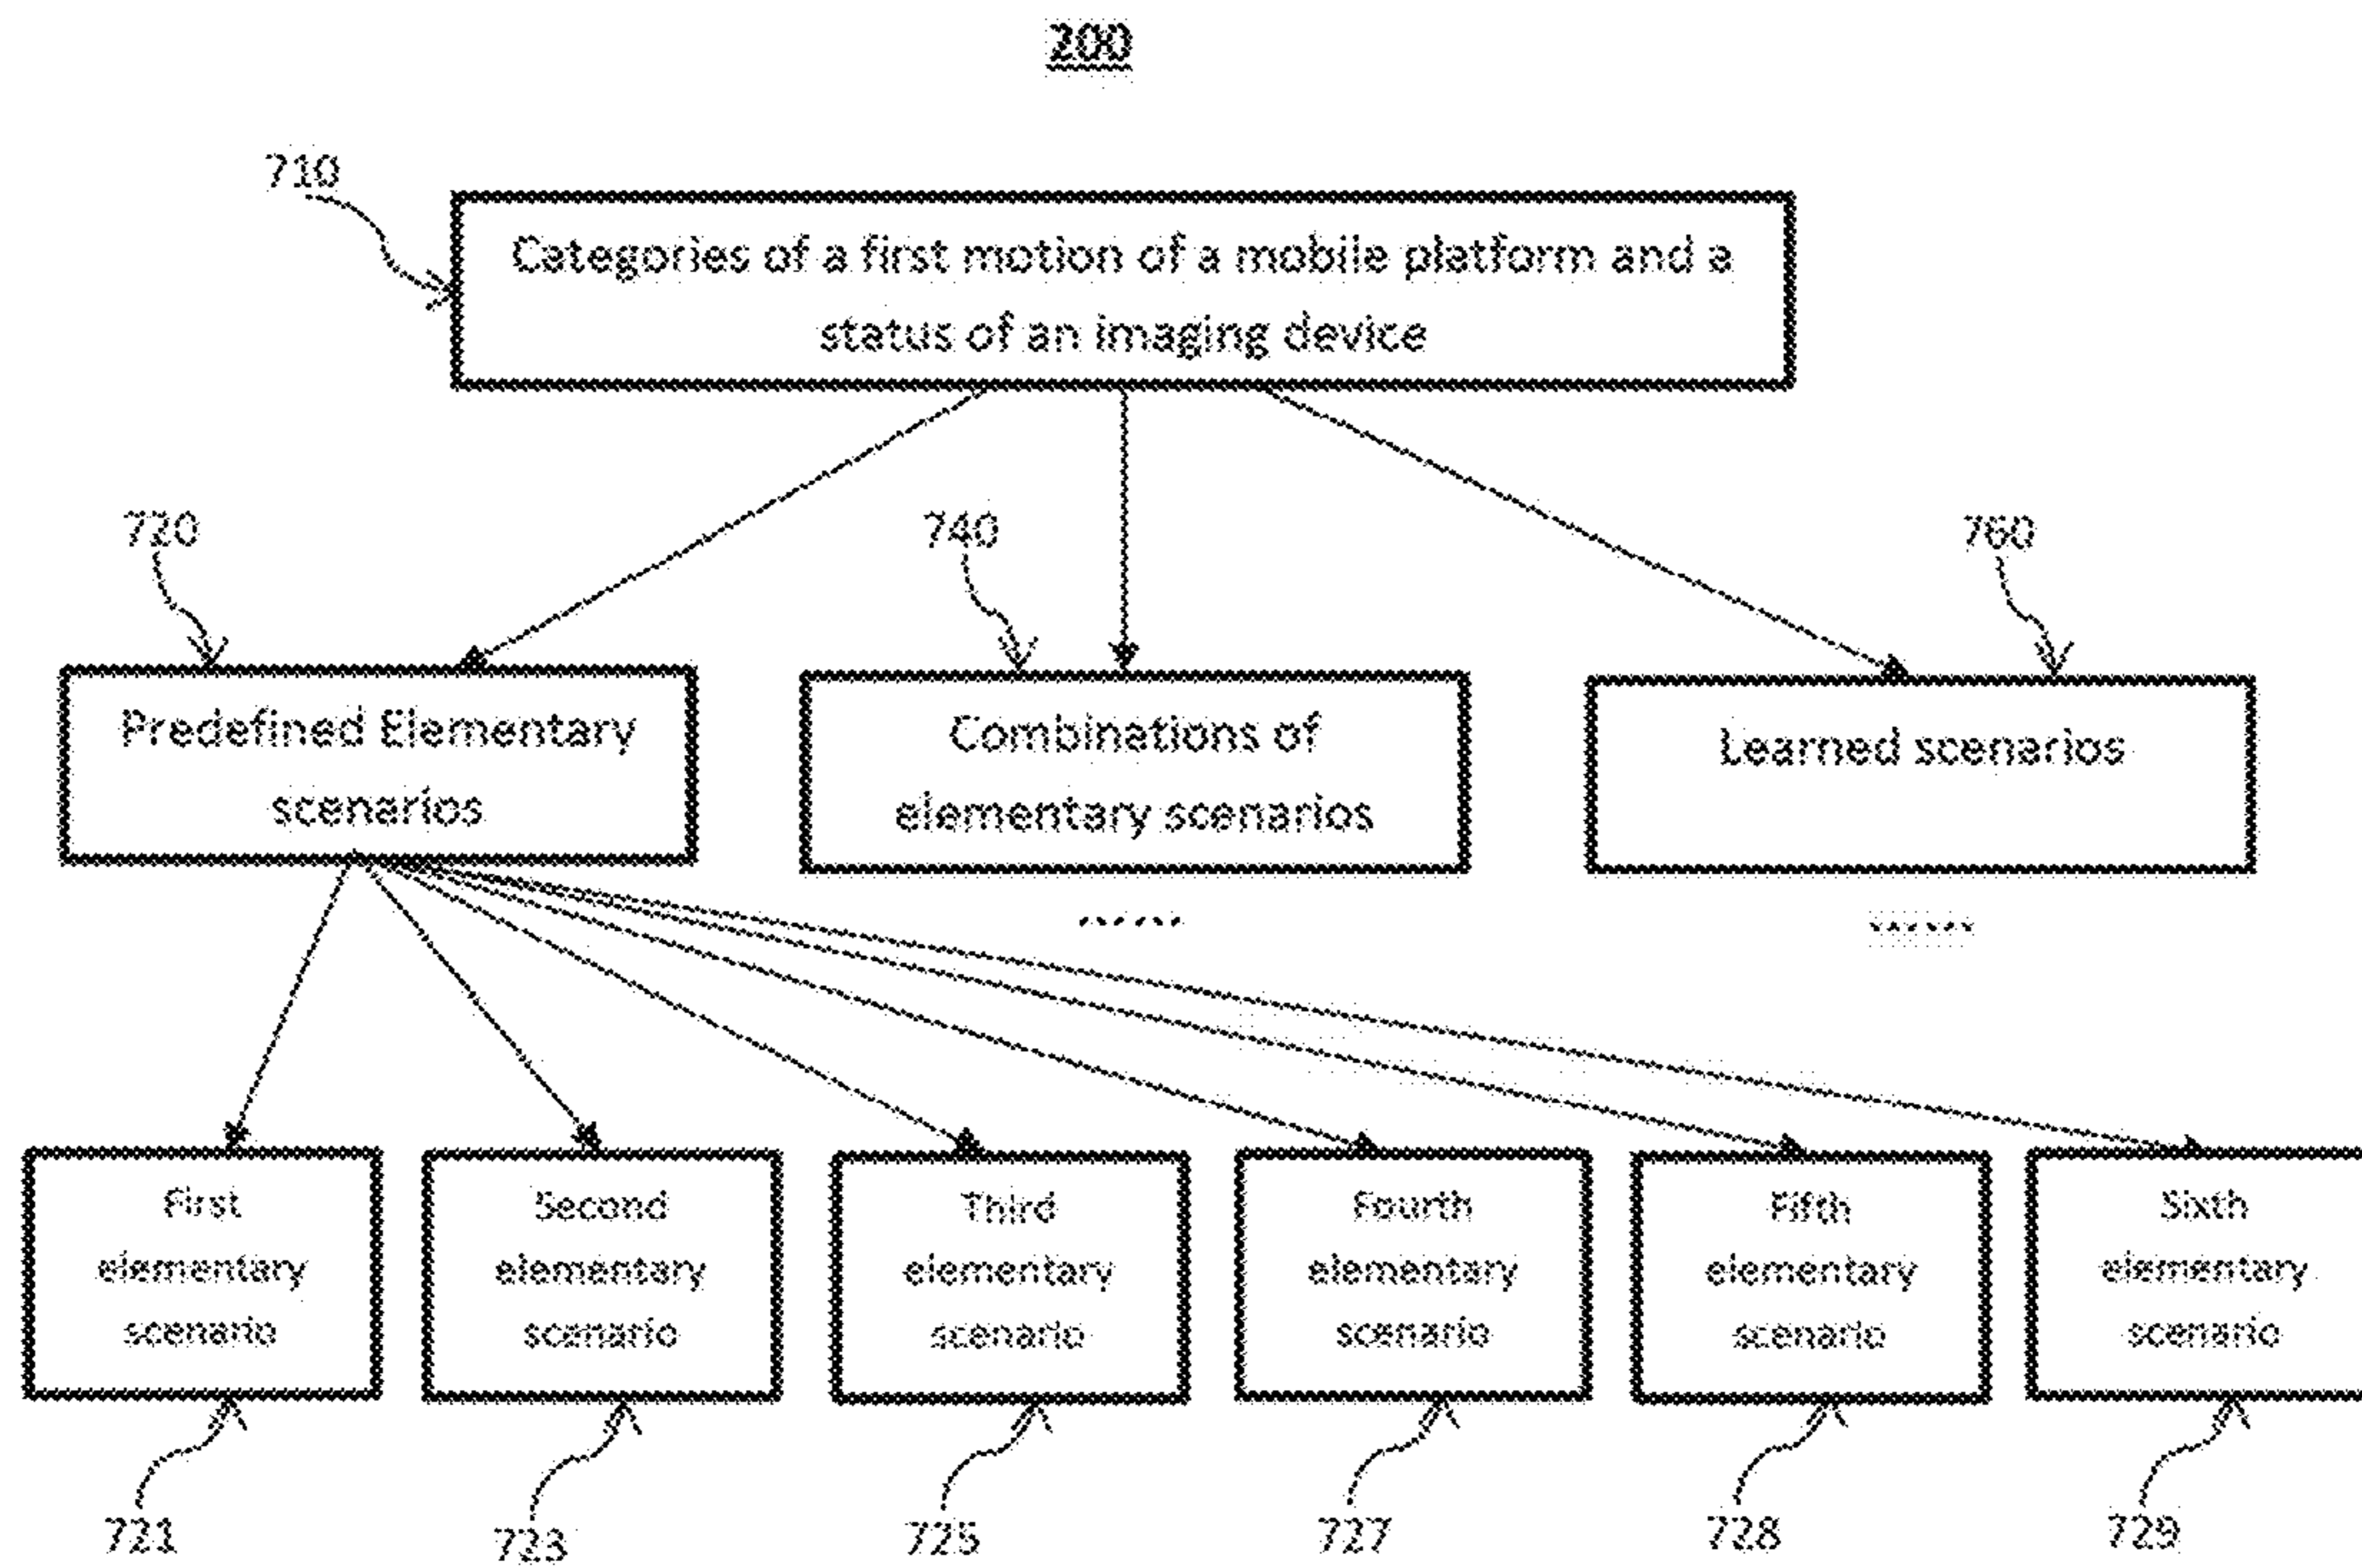 200
710
Categories of a first motion of a mobile platform and a
status of an imaging device
720
740
760
Predefined Elementary
scenarios
Combinations of
elementary scenarios
Learned scenarios
......
......
First
elementary
scenario
Second
elementary
scenario
Third
elementary
scenario
Fourth
elementary
scenario
Fifth
elementary
scenario
Sixth
elementary
scenario
721
723
725
727
728
729